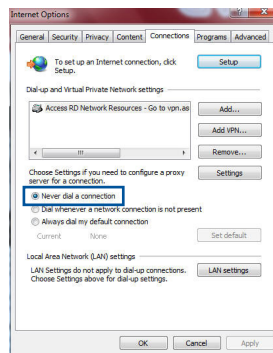 Internet Options
General Security Privacy Content Connections Programs Advanced
To set up an Internet connection, click Setup.
Setup
Dial-up and Virtual Private Network settings
Access RD Network Resources - Go to vpn.as
Add...
Add VPN...
Remove...
Choose Settings if you need to configure a proxy
server for a connection.
Settings
Never dial a connection
Dial whenever a network connection is not present
Always dial my default connection
Current None
Set default
Local Area Network (LAN) settings
LAN Settings do not apply to dial-up connections.
Choose Settings above for dial-up settings.
LAN settings
OK Cancel Apply